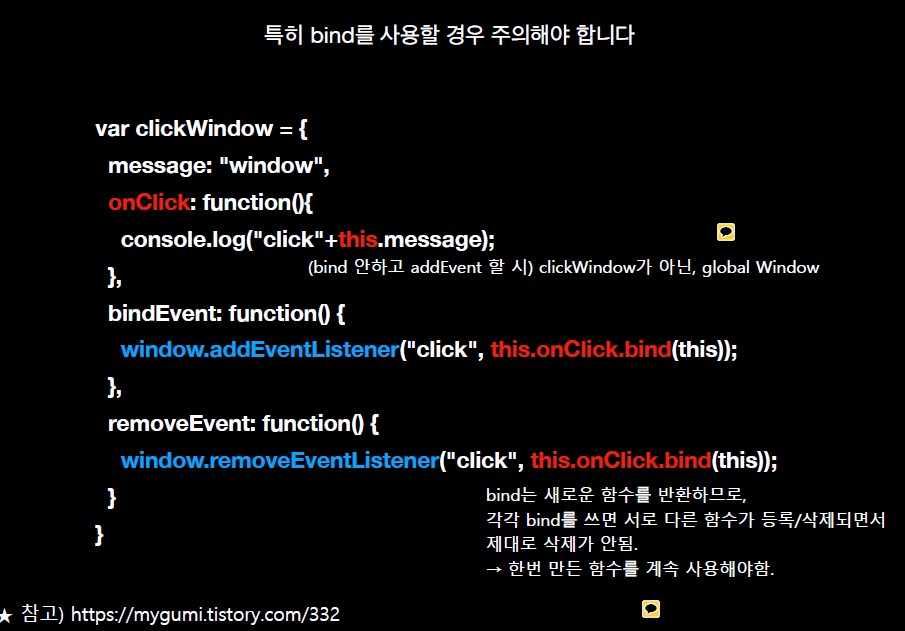 특히 bind를 사용할 경우 주의해야 합니다
var clickWindow = {
message: "window",
onClick: function(){
console.log("click"+this.message);
(bind 안하고 addEvent 할 시) clickWindow가 아닌, global Window
},
bindEvent: function() {
window.addEventListener("click", this.onClick.bind(this));
},
removeEvent: function() {
window.removeEventListener("click", this.onClick.bind(this));
}
bind는 새로운 함수를 반환하므로,
각각 bind를 쓰면 서로 다른 함수가 등록/삭제되면서
}
제대로 삭제가 안됨.
→ 한번 만든 함수를 계속 사용해야함.
★ 참고) https://mygumi.tistory.com/332